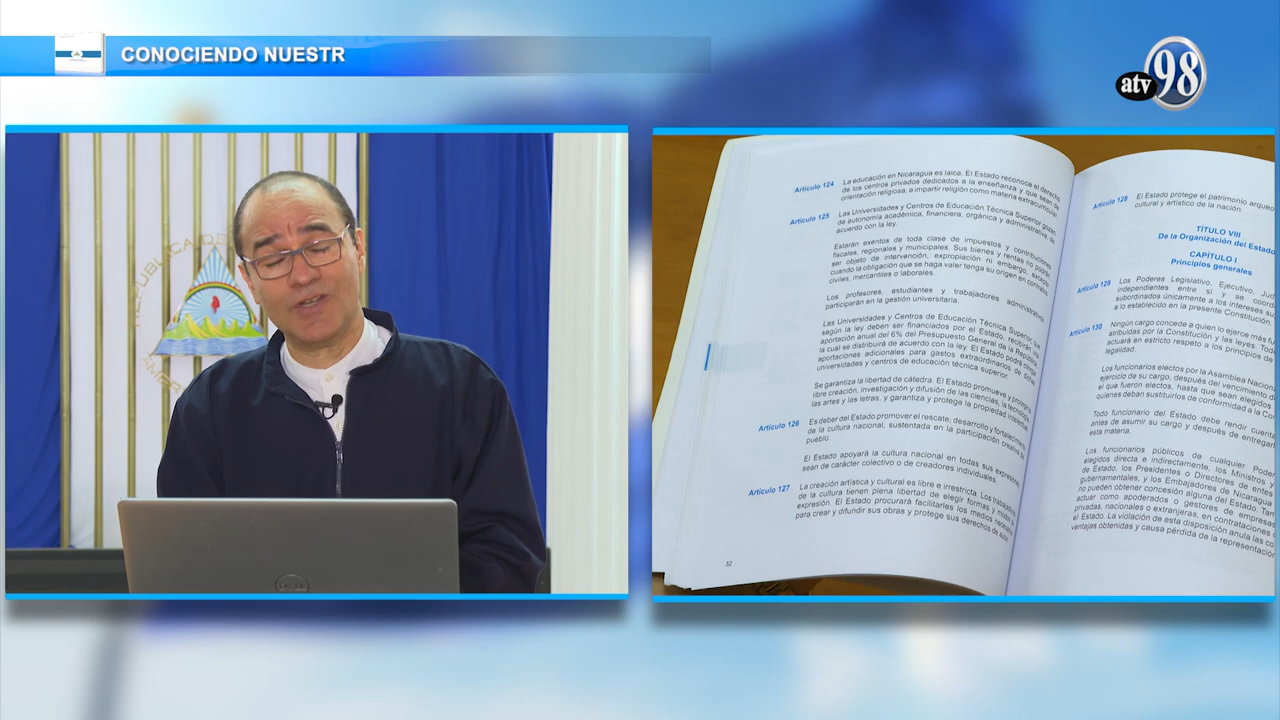 CONOCIENDO NUESTR
atv 98
REPUBLICA DE
AMER
DELL
Artículo 124 La educación en Nicaragua es laica. El Estado reconoce el derecho
de los centros privados dedicados a la enseñanza y que sean de
orientación religiosa, a impartir religión como materia extracurricular
Artículo 125 Las Universidades y Centros de Educación Técnica Superior gozan
de autonomía académica, financiera, orgánica y administrativa, de
acuerdo con la ley.
Estarán exentos de toda clase de impuestos y contribuciones
fiscales, regionales y municipales. Sus bienes y rentas no podrán
ser objeto de intervención, expropiación ni embargo, excepto
cuando la obligación que se haga valer tenga su origen en contratos
civiles, mercantiles o laborales.
Los profesores, estudiantes y trabajadores administrativos
participarán en la gestión universitaria.
Las Universidades y Centros de Educación Técnica Superior, que
según la ley deben ser financiados por el Estado, recibirán una
aportación anual del 6% del Presupuesto General de la República,
la cual se distribuirá de acuerdo con la ley. El Estado podrá otorgar
aportaciones adicionales para gastos extraordinarios de dichas
universidades y centros de educación técnica superior.
Se garantiza la libertad de cátedra. El Estado promueve y protege la
libre creación, investigación y difusión de las ciencias, la tecnología,
las artes y las letras, y garantiza y protege la propiedad intelectual.
Artículo 126 Es deber del Estado promover el rescate, desarrollo y fortalecimiento
de la cultura nacional, sustentada en la participación creativa del
pueblo.
El Estado apoyará la cultura nacional en todas sus expresiones,
sean de carácter colectivo o de creadores individuales.
Artículo 127 La creación artística y cultural es libre e irrestricta. Los trabajadores
de la cultura tienen plena libertad de elegir formas y modos de
expresión. El Estado procurará facilitarles los medios necesarios
para crear y difundir sus obras y protege sus derechos de autor.
52
Artículo 128 El Estado protege el patrimonio arqueo
cultural y artístico de la nación.
TÍTULO VIII
De la Organización del Estado
CAPÍTULO I
Principios generales
Artículo 129 Los Poderes Legislativo, Ejecutivo, Jud
independientes entre sí y se coord
subordinados únicamente a los intereses su
a lo establecido en la presente Constitución.
Artículo 130 Ningún cargo concede a quien lo ejerce más fu
atribuidas por la Constitución y las leyes. Todo
actuará en estricto respeto a los principios de
legalidad.
Los funcionarios electos por la Asamblea Nacional
ejercicio de su cargo, después del vencimiento d
el que fueron electos, hasta que sean elegidos
quienes deban sustituirlos de conformidad a la Co
Todo funcionario del Estado debe rendir cuenta
antes de asumir su cargo y después de entregar
esta materia.
Los funcionarios públicos de cualquier Poder
elegidos directa e indirectamente, los Ministros y
de Estado, los Presidentes o Directores de entes
gubernamentales, y los Embajadores de Nicaragua
no pueden obtener concesión alguna del Estado. Tam
actuar como apoderados o gestores de empresas
privadas, nacionales o extranjeras, en contrataciones
el Estado. La violación de esta disposición anula las co
ventajas obtenidas y causa pérdida de la representación